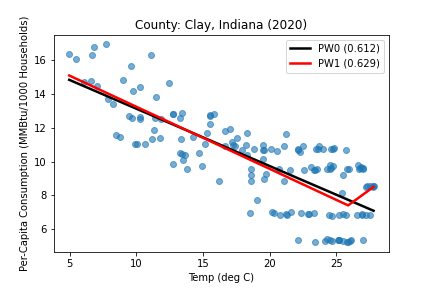 County: Clay, Indiana (2020)
PW0 (0.612)
PW1 (0.629)
Per-Capita Consumption (MMBtu/1000 Households)
16
14
12
10
8
6
5
10
15
20
25
Temp (deg C)